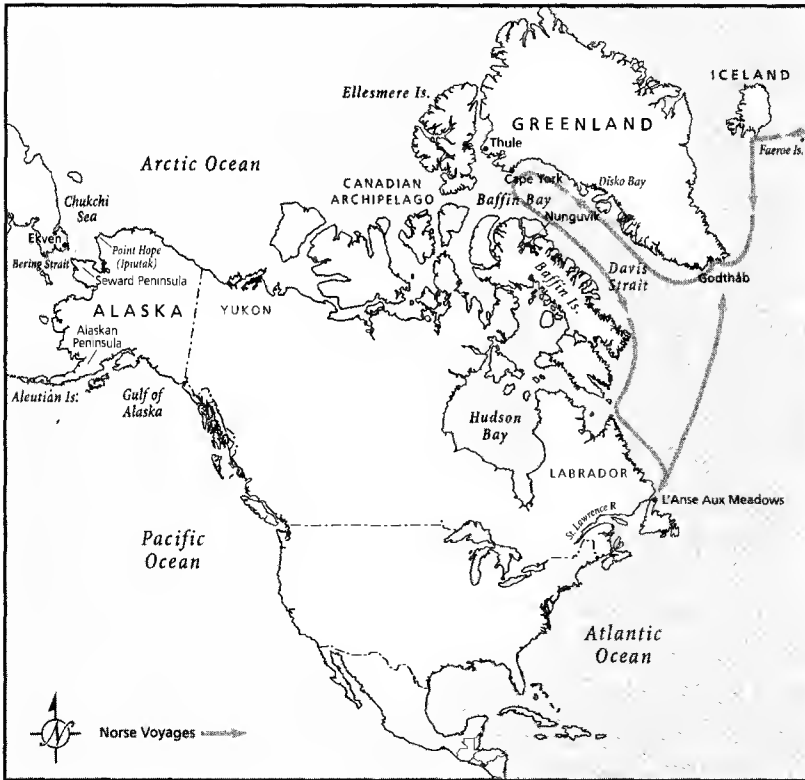 ICELAND
Ellesmere Is.
GREENLAND
Faeroe Is.
Thule
Arctic Ocean
Cape York
Disko Bay
CANADIAN
ARCHIPELAGO
Baffin Bay
Chukchi
Sea
Nunguvik
Ekven
Point Hope
(Iputak)
Bering Strait
Seward Peninsula
Davis
Strait
Godthåb
Baffin Is.
ALASKA
YUKON
Alaskan
Peninsula
Aleutian Is.
Gulf of
Alaska
Hudson
Bay
LABRADOR
L'Anse Aux Meadows
St. Lawrence R
Pacific
Ocean
Atlantic
Ocean
N
Norse Voyages